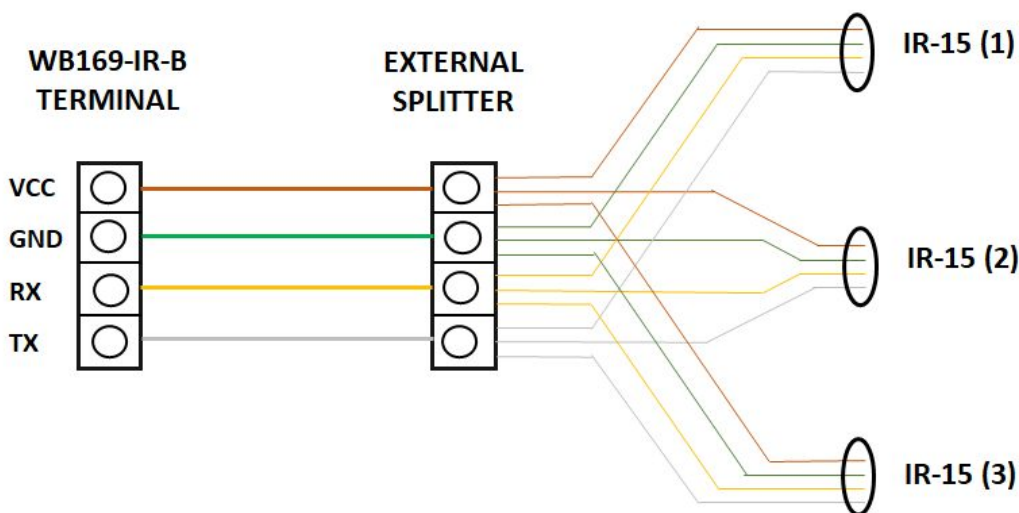 WB169-IR-B
TERMINAL
EXTERNAL
SPLITTER
VCC
GND
RX
TX
IR-15 (1)
IR-15 (2)
IR-15 (3)